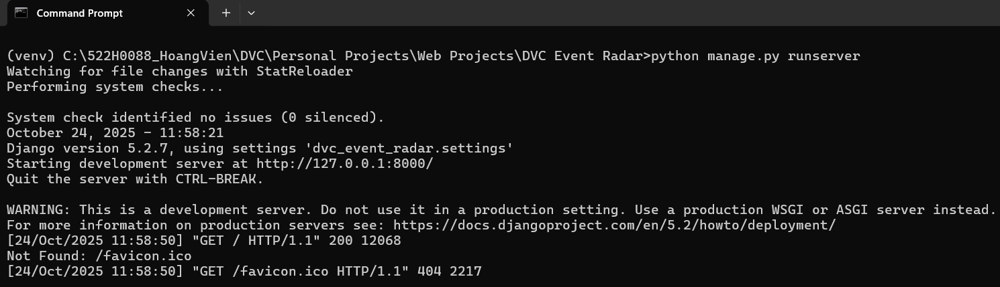 Command Prompt
(venv) C:\522H0088_HoangVien\DVC\Personal Projects\Web Projects\DVC Event Radar>python manage.py runserver
Watching for file changes with StatReloader
Performing system checks...
System check identified no issues (0 silenced).
October 24, 2025 - 11:58:21
Django version 5.2.7, using settings 'dvc_event_radar.settings'
Starting development server at http://127.0.0.1:8000/
Quit the server with CTRL-BREAK.
WARNING: This is a development server. Do not use it in a production setting. Use a production WSGI or ASGI server instead.
For more information on production servers see: https://docs.djangoproject.com/en/5.2/howto/deployment/
[24/Oct/2025 11:58:50] "GET / HTTP/1.1" 200 12068
Not Found: /favicon.ico
[24/Oct/2025 11:58:50] "GET /favicon.ico HTTP/1.1" 404 2217